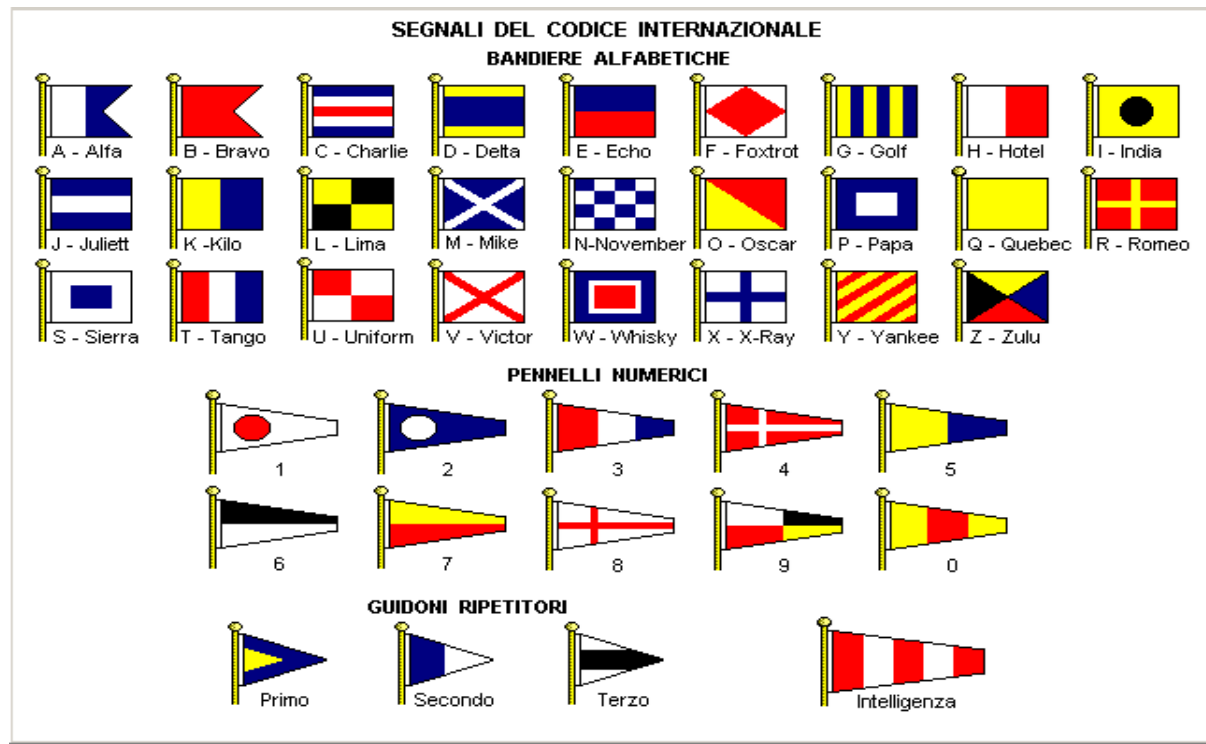 SEGNALI DEL CODICE INTERNAZIONALE
BANDIERE ALFABETICHE
A - Alfa B - Bravo C - Charlie D - Delta E - Echo F - Foxtrot G - Golf H - Hotel I - India
J - Juliett K -Kilo L - Lima M - Mike N-November O - Oscar P - Papa Q - Quebec R - Romeo
S - Sierra T - Tango U - Uniform V - Victor W - Whisky X - X-Ray Y - Yankee Z - Zulu
PENNELLI NUMERICI
1 2 3 4 5
6 7 8 9 0
GUIDONI RIPETITORI
Primo Secondo Terzo Intelligenza